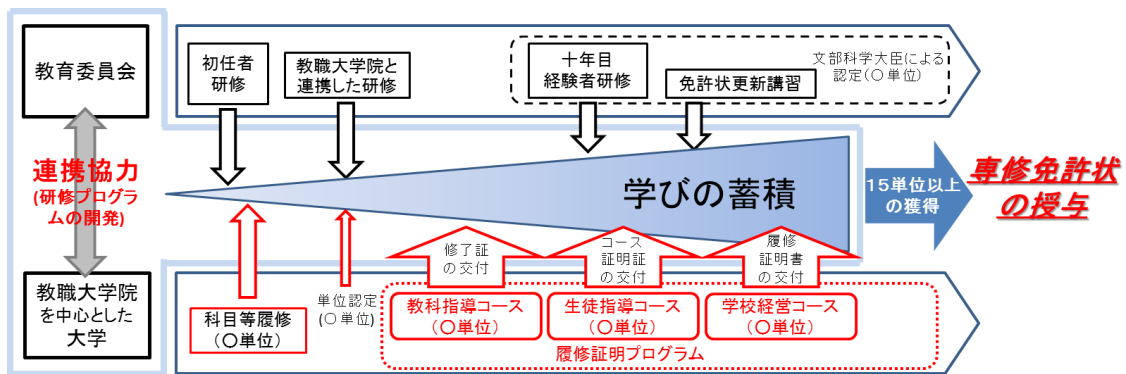 教育委員会
初任者
研修
教職大学院と
連携した研修
十年目
経験者研修
免許状更新講習
文部科学大臣による
認定(〇単位)
連携協力
(研修プログラ
ムの開発)
学びの蓄積
15単位以上
の獲得
専修免許状
の授与
教職大学院
を中心とした
大学
科目等履修
(〇単位)
単位認定
(〇単位)
修了証
の交付
コース
証明証
の交付
履修
証明書
の交付
教科指導コース
(〇単位)
生徒指導コース
(〇単位)
学校経営コース
(〇単位)
履修証明プログラム